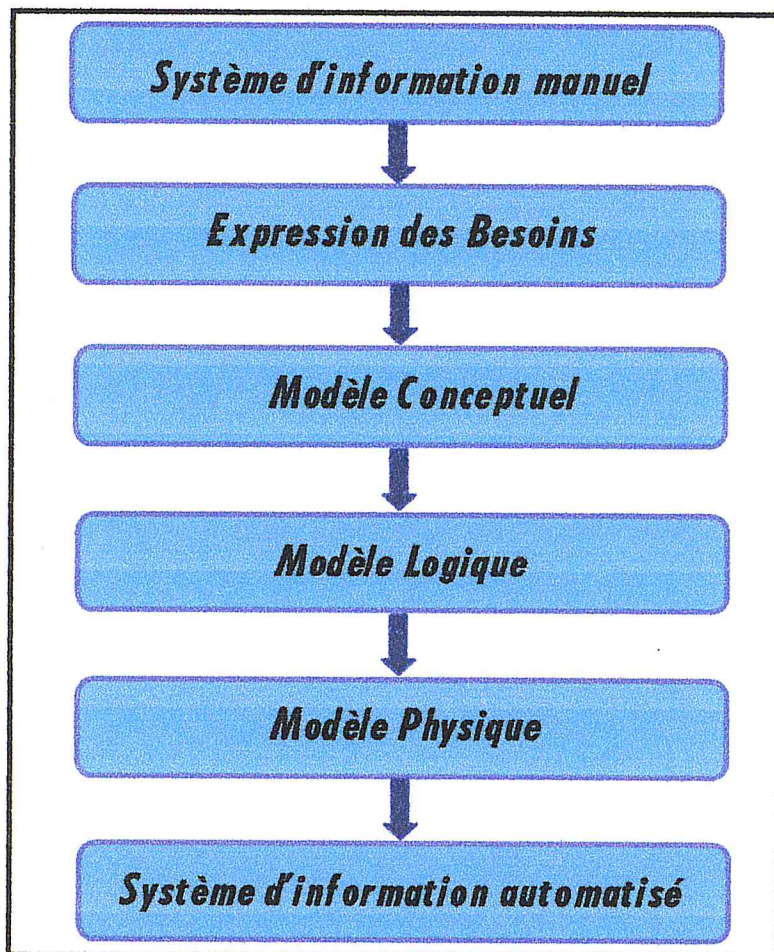 Système d'information manuel
Expression des Besoins
Modèle Conceptuel
Modèle Logique
Modèle Physique
Système d'information automatisé